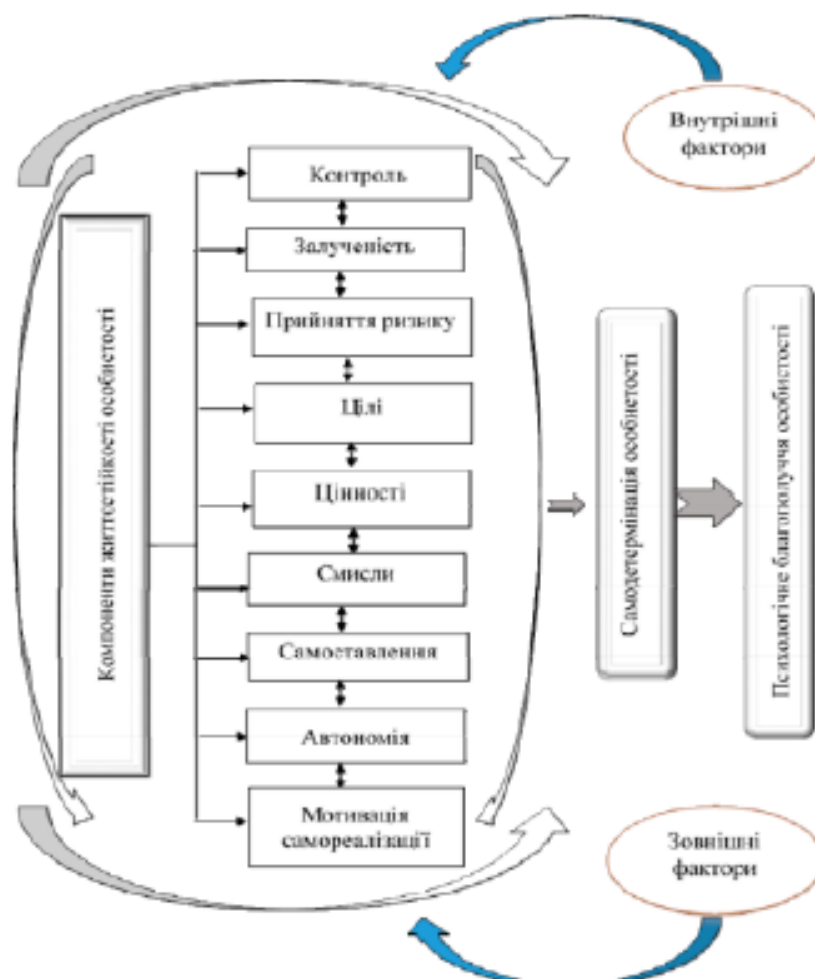 Внутрішні
фактори
Контроль
Залученість
Прийняття ризику
Цілі
Цінності
Смисли
Самоставлення
Автономія
Мотивація
самореалізації
Компоненти життєстійкості особистості
Самодетермінація особистості
Психологічне благополуччя особистості
Зовнішні
фактори